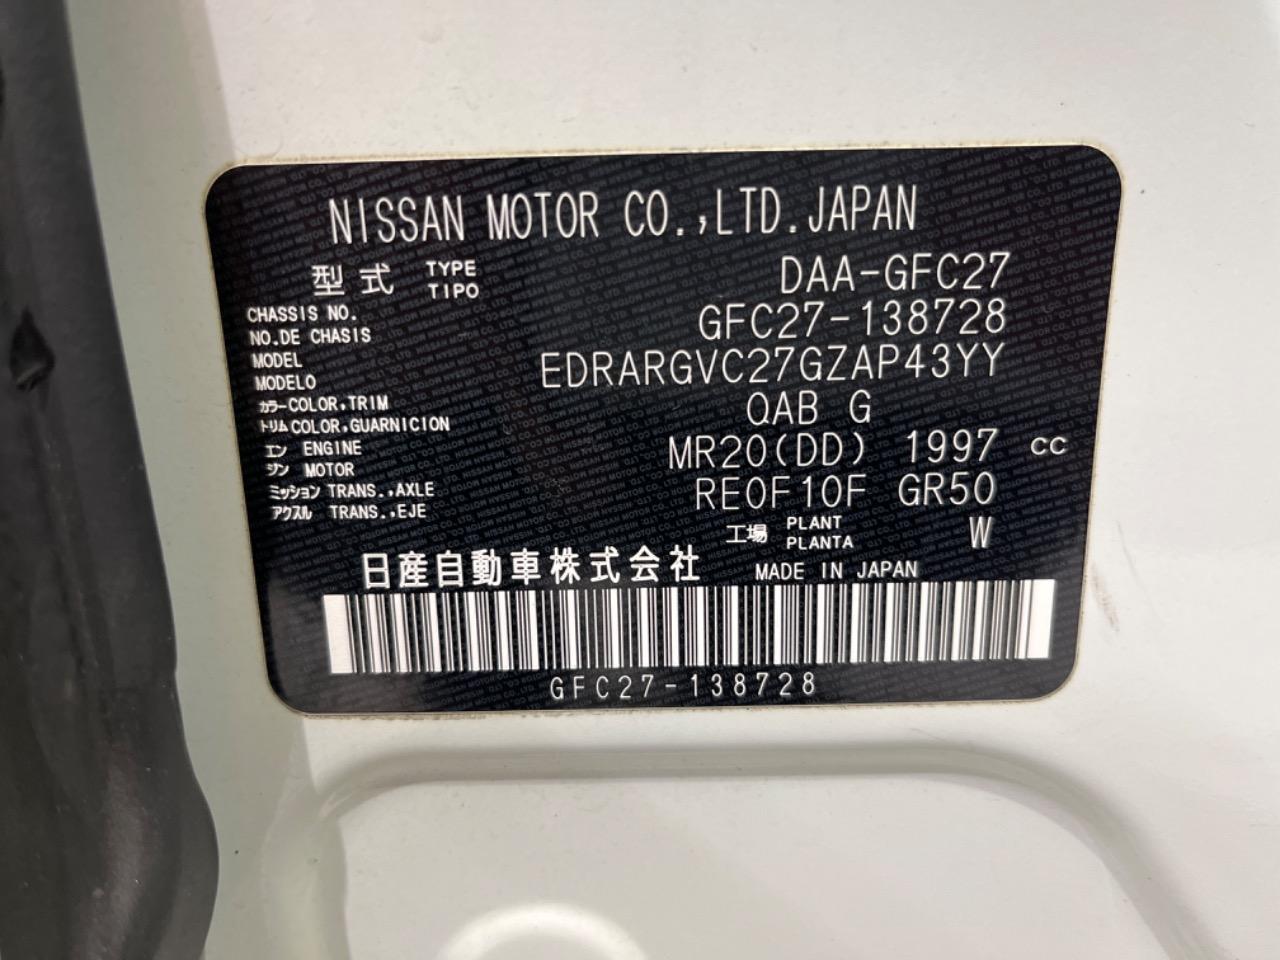 NISSAN MOTOR CO.,LTD.JAPAN
型式 TYPE TIPO DAA-GFC27
CHASSIS NO.
NO.DE CHASIS GFC27-138728
MODEL
MODELO EDRARGVC27GZAP43YY
カラー COLOR,TRIM
トリム COLOR,GUARNICION QAB G
エン ENGINE
ジン MOTOR MR20(DD) 1997 CC
ミッション TRANS.,AXLE
アクスル TRANS.,EJE RE0F10F GR50
工場 PLANT PLANTA W
日産自動車株式会社 MADE IN JAPAN
GFC27-138728